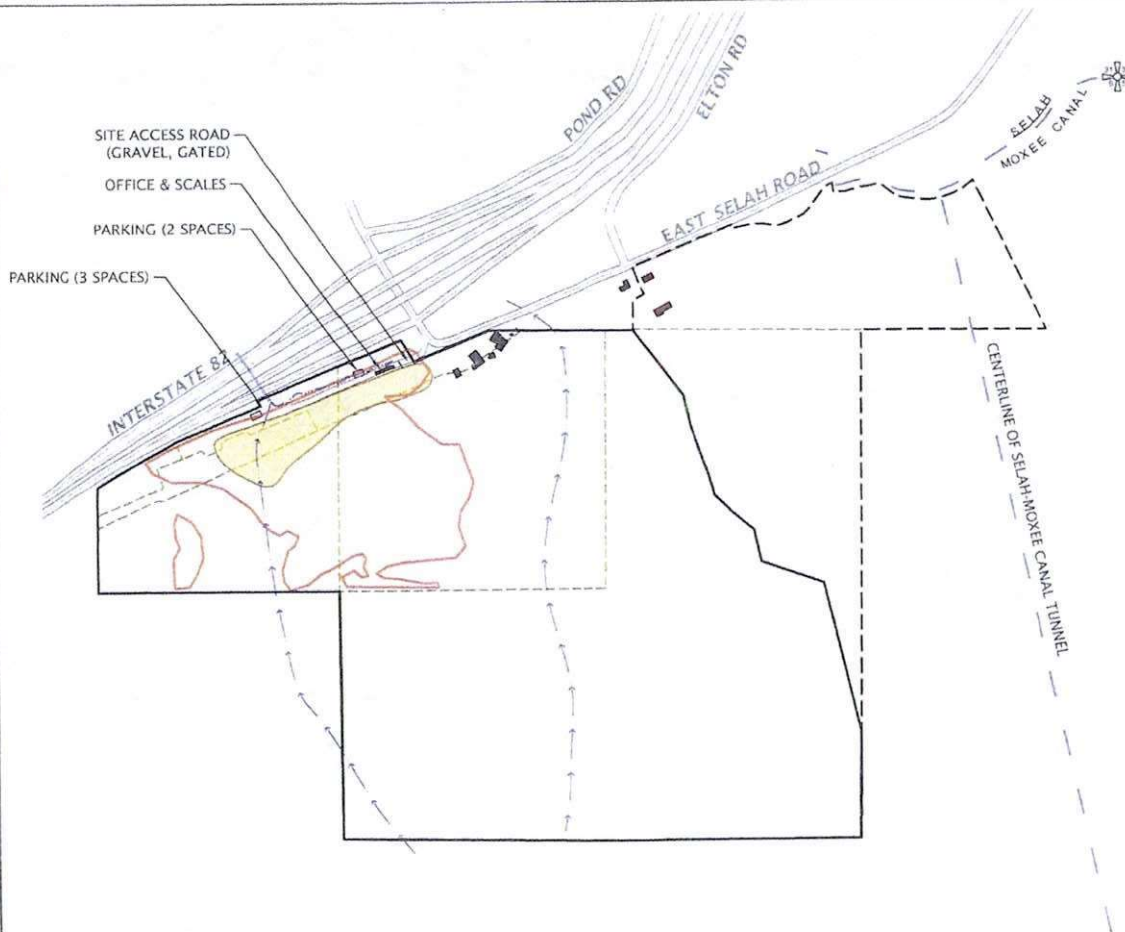 POND RD
ELTON RD
SELAH
MOXEE CANAL
SITE ACCESS ROAD
(GRAVEL, GATED)
OFFICE & SCALES
PARKING (2 SPACES)
PARKING (3 SPACES)
EAST SELAH ROAD
INTERSTATE 82
CENTERLINE OF SELAH-MOXEE CANAL TUNNEL